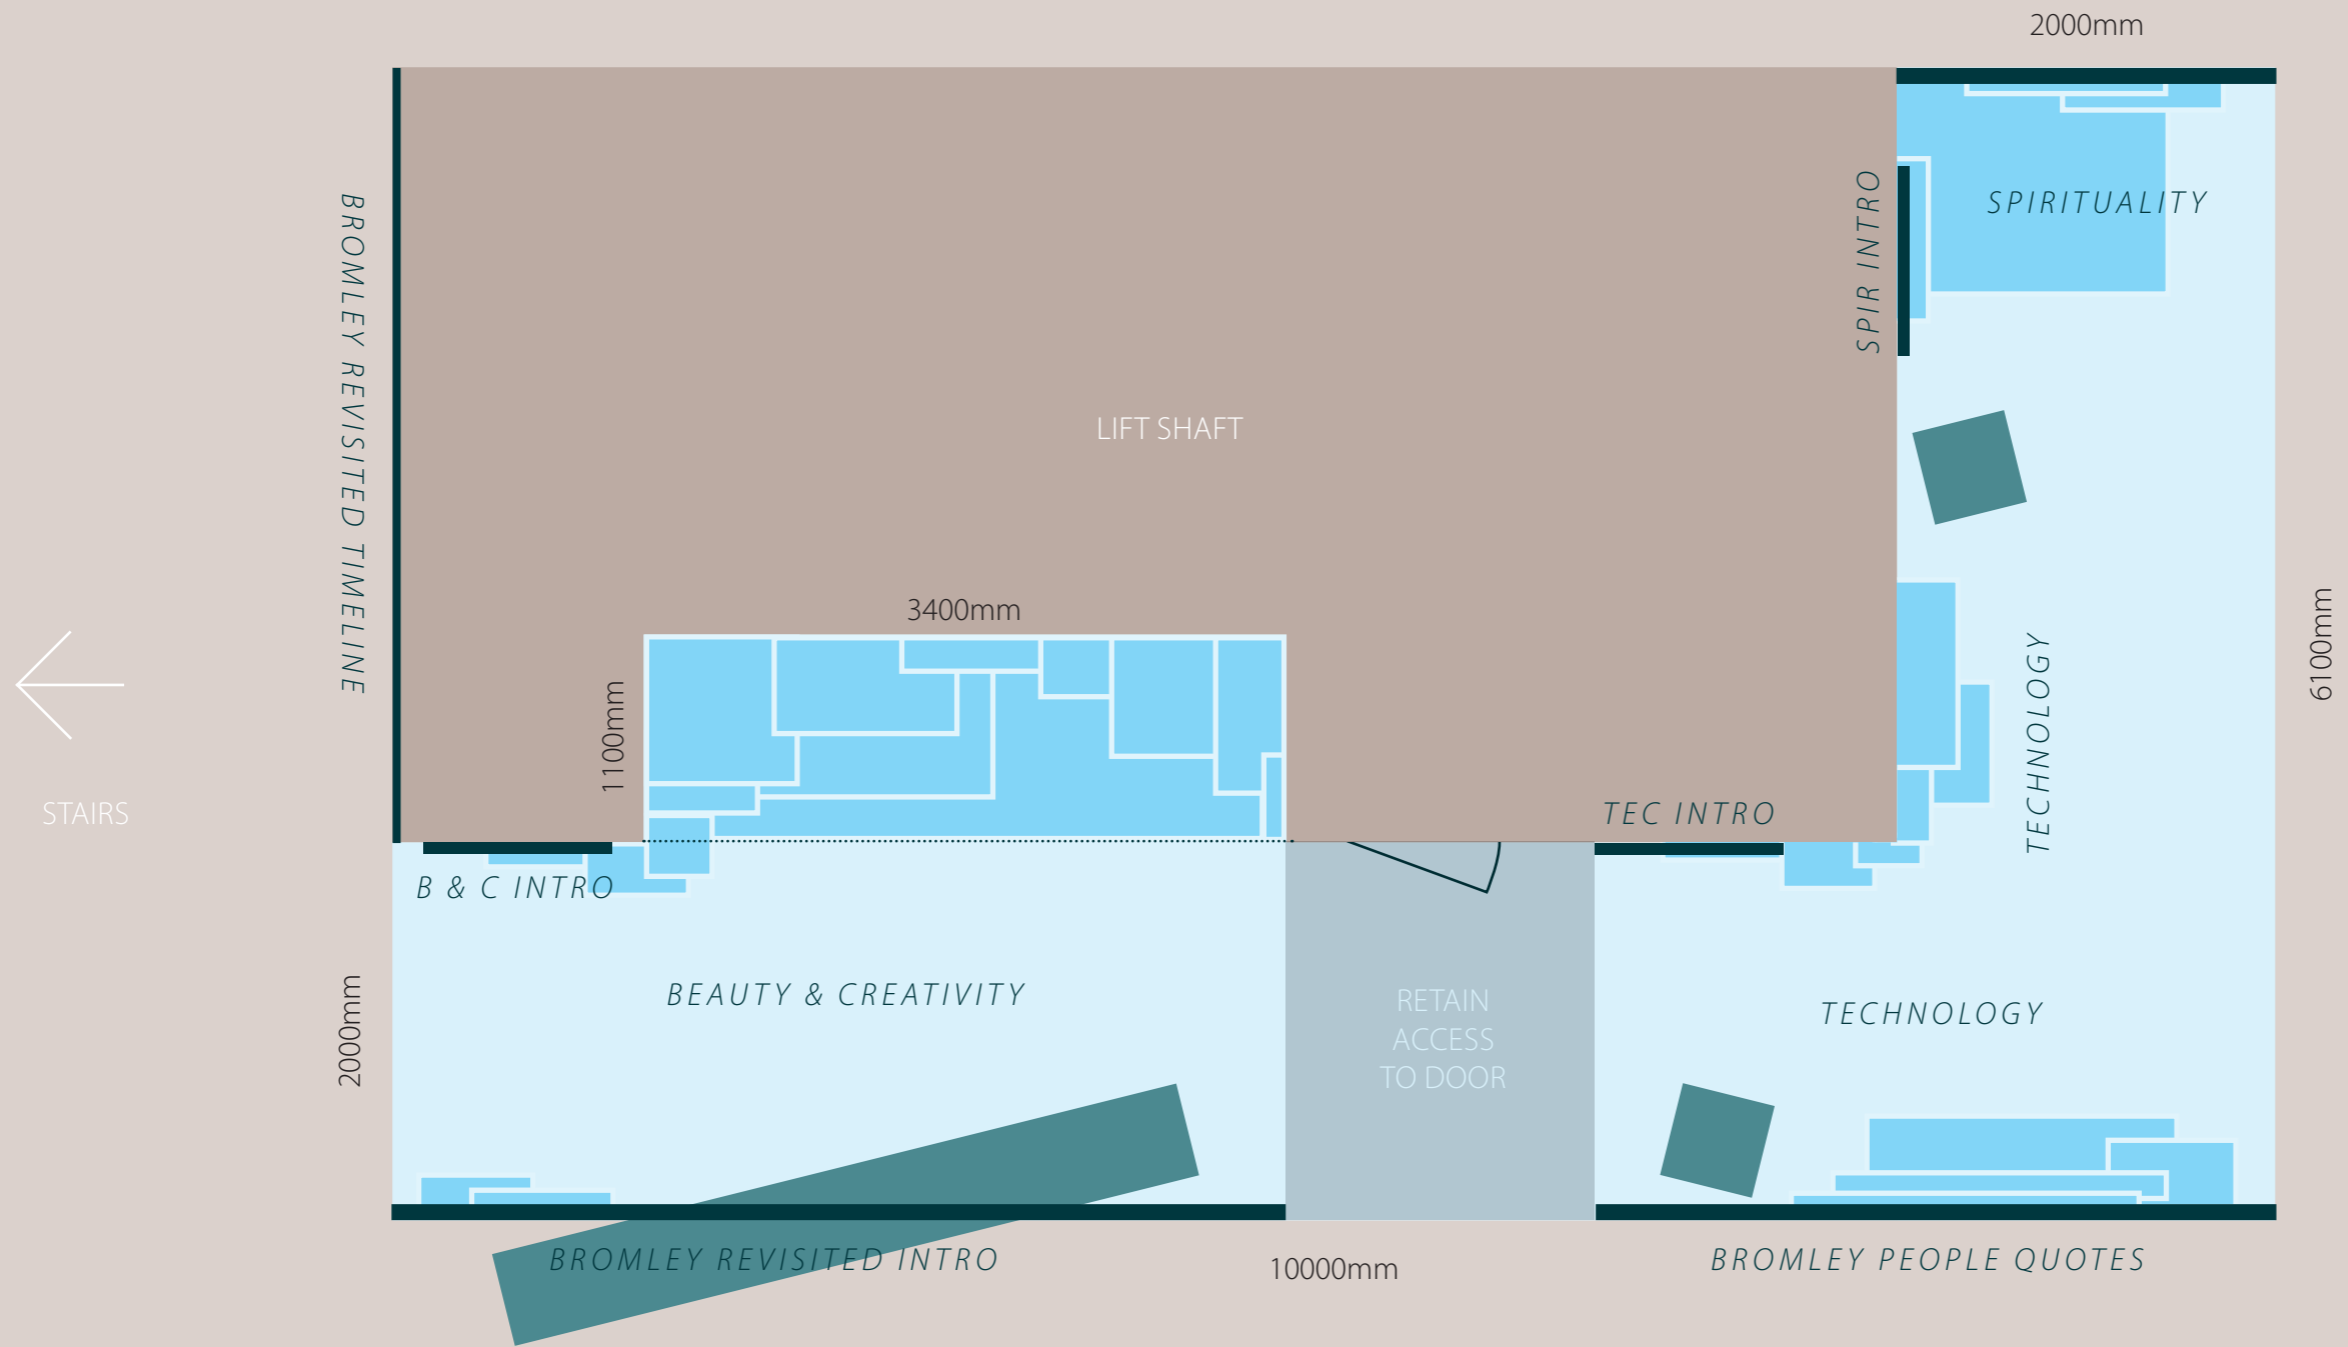 2000mm
BROMLEY REVISITED TIMELINE
SPIR INTRO
SPIRITUALITY
LIFT SHAFT
3400mm
1100mm
6100mm
TECHNOLOGY
STAIRS
TEC INTRO
B & C INTRO
BEAUTY & CREATIVITY
RETAIN
ACCESS
TO DOOR
TECHNOLOGY
2000mm
BROMLEY REVISITED INTRO
10000mm
BROMLEY PEOPLE QUOTES